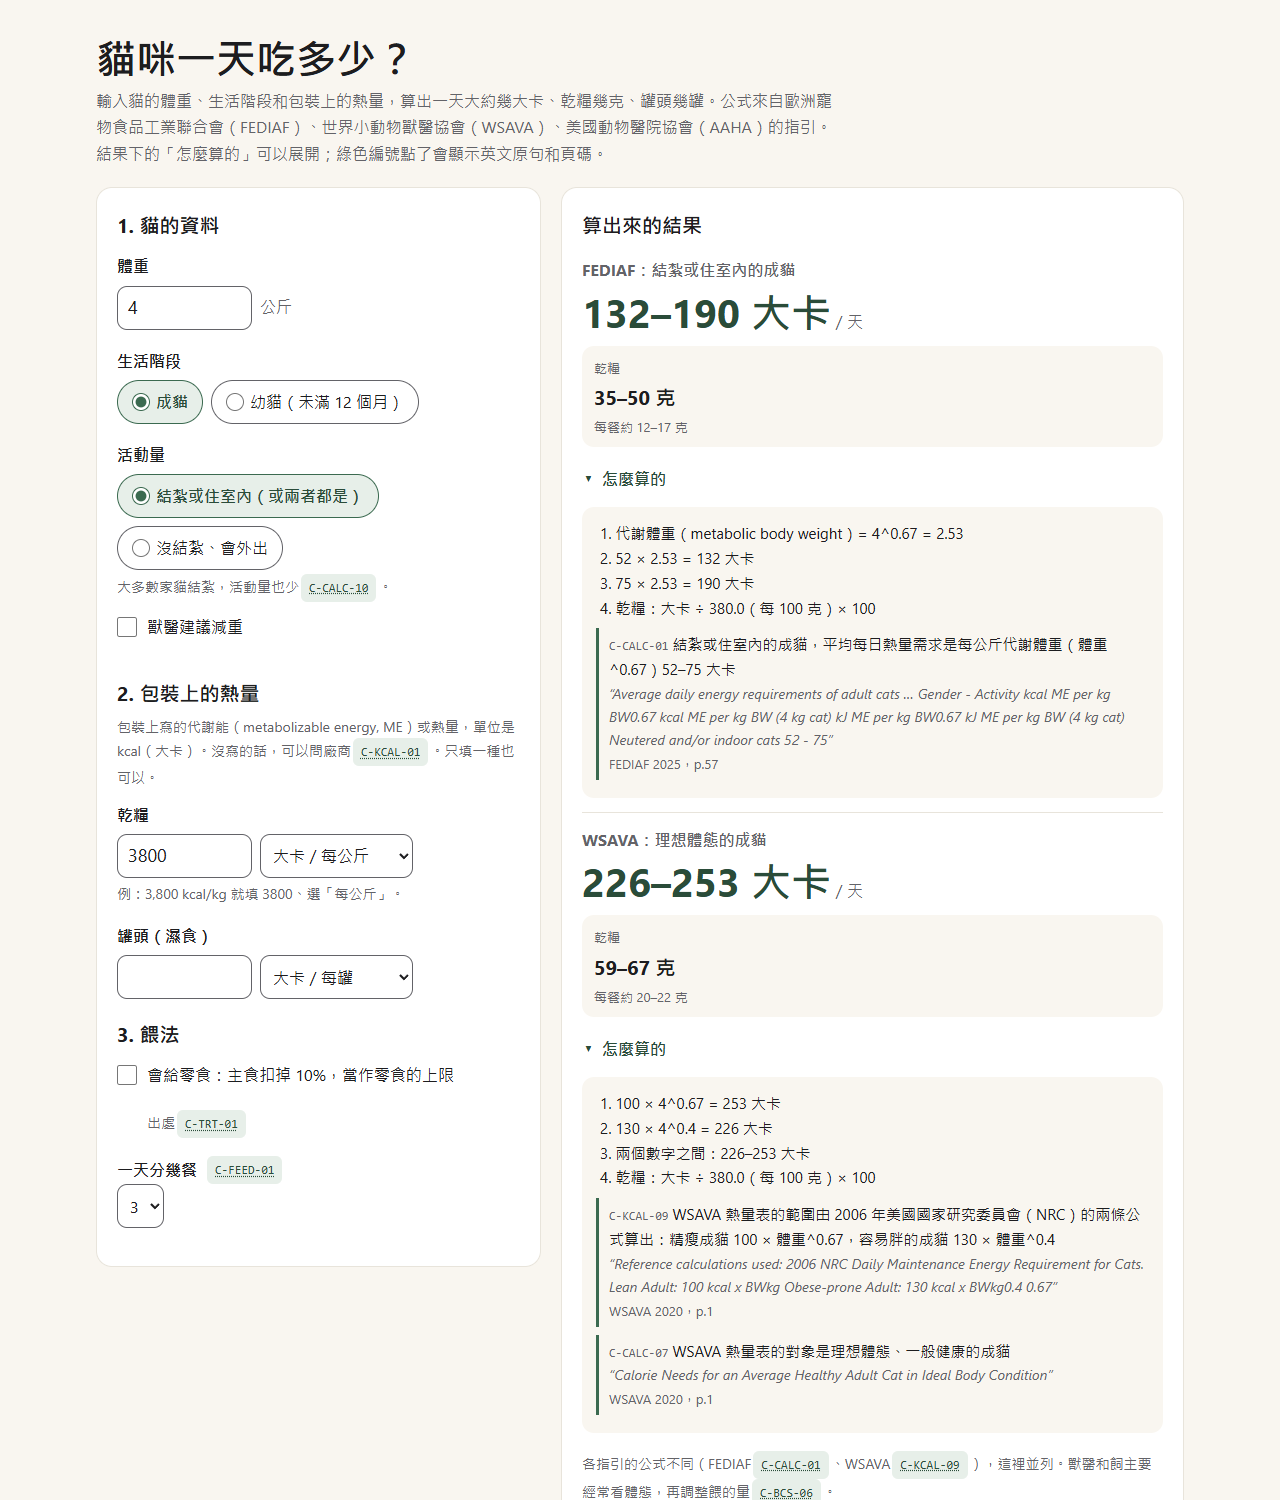 貓咪一天吃多少？
輸入貓的體重、生活階段和包裝上的熱量，算出一天大約幾大卡、乾糧幾克、罐頭幾罐。公式來自歐洲寵
物食品工業聯合會（FEDIAF）、世界小動物獸醫協會（WSAVA）、美國動物醫院協會（AAHA）的指引。
結果下的「怎麼算的」可以展開；綠色編號點了會顯示英文原句和頁碼。
1. 貓的資料
體重
4 公斤
生活階段
成貓 幼貓（未滿 12 個月）
活動量
結紮或住室內（或兩者都是）
沒結紮、會外出
大多數家貓結紮，活動量也少 C-CALC-10 。
獸醫建議減重
2. 包裝上的熱量
包裝上寫的代謝能（metabolizable energy, ME）或熱量，單位是
kcal（大卡）。沒寫的話，可以問廠商 C-KCAL-01 。只填一種也
可以。
乾糧
3800 大卡 / 每公斤
例：3,800 kcal/kg 就填 3800、選「每公斤」。
罐頭（濕食）
大卡 / 每罐
3. 餵法
會給零食：主食扣掉 10%，當作零食的上限
出處 C-TRT-01
一天分幾餐 C-FEED-01
3
算出來的結果
FEDIAF：結紮或住室內的成貓
132–190 大卡 / 天
乾糧
35–50 克
每餐約 12–17 克
▼ 怎麼算的
1. 代謝體重（metabolic body weight）= 4^0.67 = 2.53
2. 52 × 2.53 = 132 大卡
3. 75 × 2.53 = 190 大卡
4. 乾糧：大卡 ÷ 380.0（每 100 克）× 100
C-CALC-01 結紮或住室內的成貓，平均每日熱量需求是每公斤代謝體重（體重
^0.67）52–75 大卡
“Average daily energy requirements of adult cats ... Gender - Activity kcal ME per kg
BW0.67 kcal ME per kg BW (4 kg cat) kJ ME per kg BW0.67 kJ ME per kg BW (4 kg cat)
Neutered and/or indoor cats 52 - 75”
FEDIAF 2025，p.57
WSAVA：理想體態的成貓
226–253 大卡 / 天
乾糧
59–67 克
每餐約 20–22 克
▼ 怎麼算的
1. 100 × 4^0.67 = 253 大卡
2. 130 × 4^0.4 = 226 大卡
3. 兩個數字之間：226–253 大卡
4. 乾糧：大卡 ÷ 380.0（每 100 克）× 100
C-KCAL-09 WSAVA 熱量表的範圍由 2006 年美國國家研究委員會（NRC）的兩條公
式算出：精瘦成貓 100 × 體重^0.67，容易胖的成貓 130 × 體重^0.4
“Reference calculations used: 2006 NRC Daily Maintenance Energy Requirement for Cats.
Lean Adult: 100 kcal x BWkg Obese-prone Adult: 130 kcal x BWkg0.4 0.67”
WSAVA 2020，p.1
C-CALC-07 WSAVA 熱量表的對象是理想體態、一般健康的成貓
“Calorie Needs for an Average Healthy Adult Cat in Ideal Body Condition”
WSAVA 2020，p.1
各指引的公式不同（FEDIAF C-CALC-01 、WSAVA C-KCAL-09 ），這裡並列。獸醫和飼主要
經常看體態，再調整餵的量 C-BCS-06 。